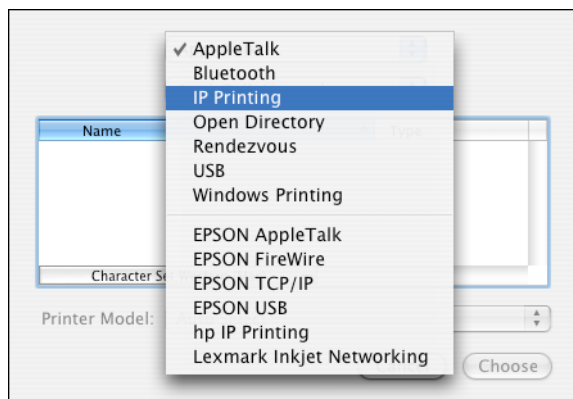 ✓ AppleTalk
Bluetooth
IP Printing
Open Directory
Name
Type
Rendezvous
USB
Windows Printing
EPSON AppleTalk
EPSON FireWire
Character Se
EPSON TCP/IP
EPSON USB
Printer Model:
hp IP Printing
Lexmark Inkjet Networking
Choose